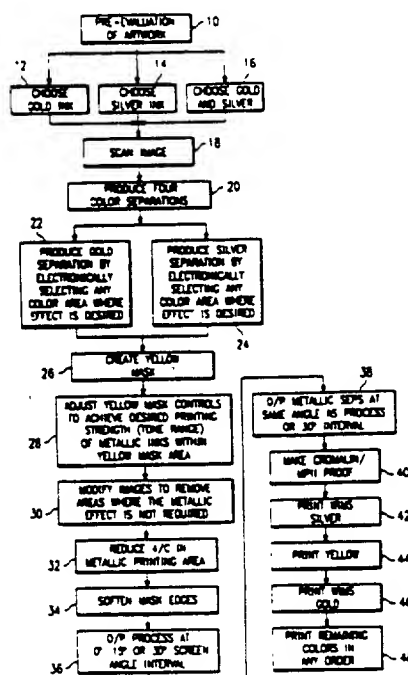 PRE-EVALUATION
OF ARTWORK
10
12
14
16
CHOOSE
GOLD INK
CHOOSE
SILVER INK
CHOOSE GOLD
AND SILVER
SCAN IMAGE
18
PRODUCE FOUR
COLOR SEPARATIONS
20
22
PRODUCE GOLD
SEPARATION BY
ELECTRONICALLY
SELECTING ANY
COLOR AREA WHERE
EFFECT IS DESIRED
PRODUCE SILVER
SEPARATION BY
ELECTRONICALLY
SELECTING ANY
COLOR AREA WHERE
EFFECT IS DESIRED
24
CREATE YELLOW
MASK
26
ADJUST YELLOW MASK CONTROLS
TO ACHIEVE DESIRED PRINTING
STRENGTH (TONE RANGE)
OF METALLIC INKS WITHIN
YELLOW MASK AREA
28
MODIFY IMAGES TO REMOVE
AREAS WHERE THE METALLIC
EFFECT IS NOT REQUIRED
30
REDUCE 4/C IN
METALLIC PRINTING AREA
32
SOFTEN MASK EDGES
34
O/P PROCESS AT
0° 15° OR 30° SCREEN
ANGLE INTERVAL
36
38
O/P METALLIC SEPS AT
SAME ANGLE AS PROCESS
OR 30° INTERVAL
MAKE CROMALIN/
PROOF
40
PRINT
SILVER
42
PRINT YELLOW
44
PRINT
GOLD
46
PRINT REMAINING
COLORS IN
ANY ORDER
48